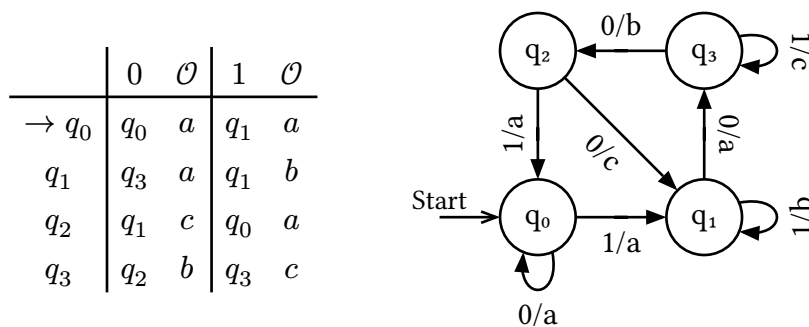 0 𝒪 1 𝒪
→ q₀ q₀ a q₁ a
q₁ q₃ a q₁ b
q₂ q₁ c q₀ a
q₃ q₂ b q₃ c
q₂
0/b
q₃
1/c
1/a
0/c
0/a
Start
q₀
1/a
q₁
1/b
0/a